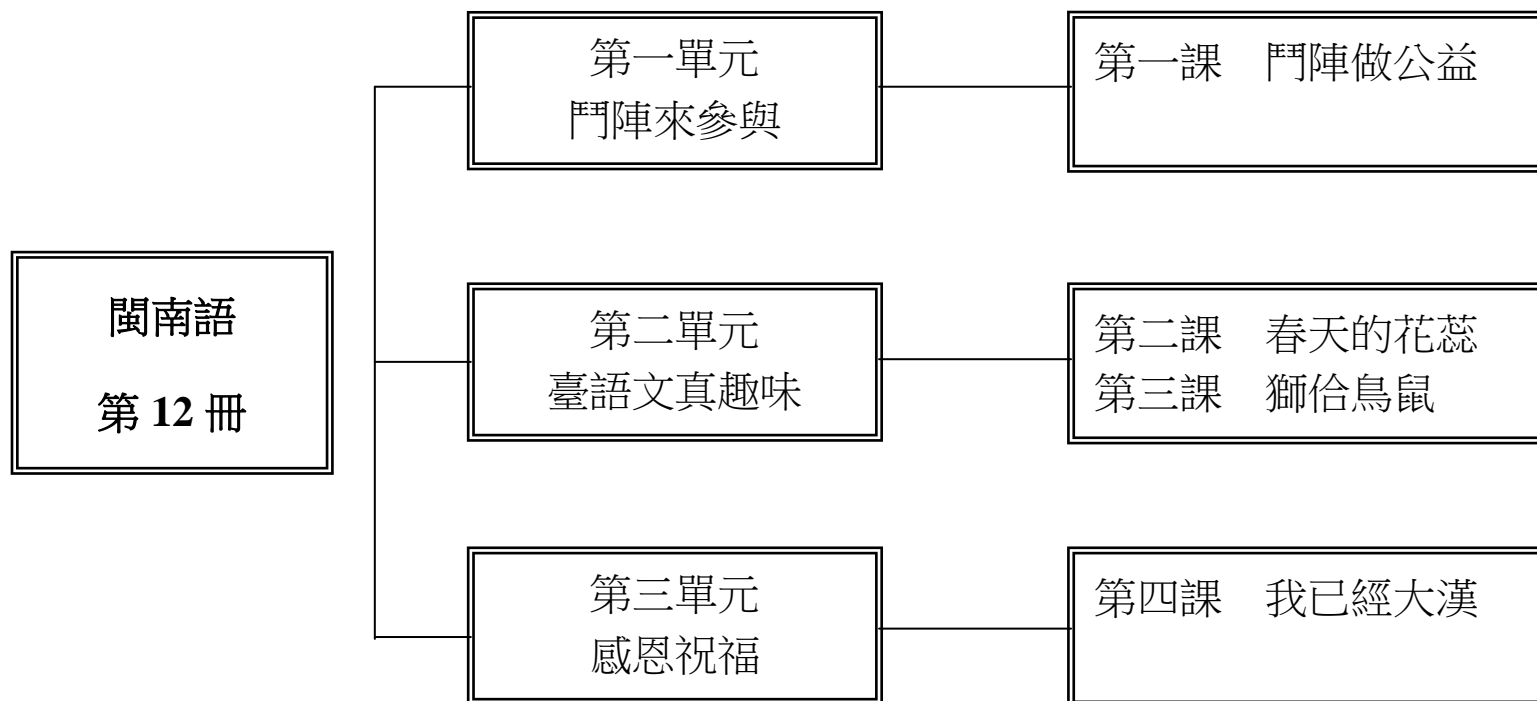 閩南語
第 12 冊
第一單元
鬥陣來參與
第一課　鬥陣做公益
第二單元
臺語文真趣味
第二課　春天的花蕊
第三課　獅佮鳥鼠
第三單元
感恩祝福
第四課　我已經大漢